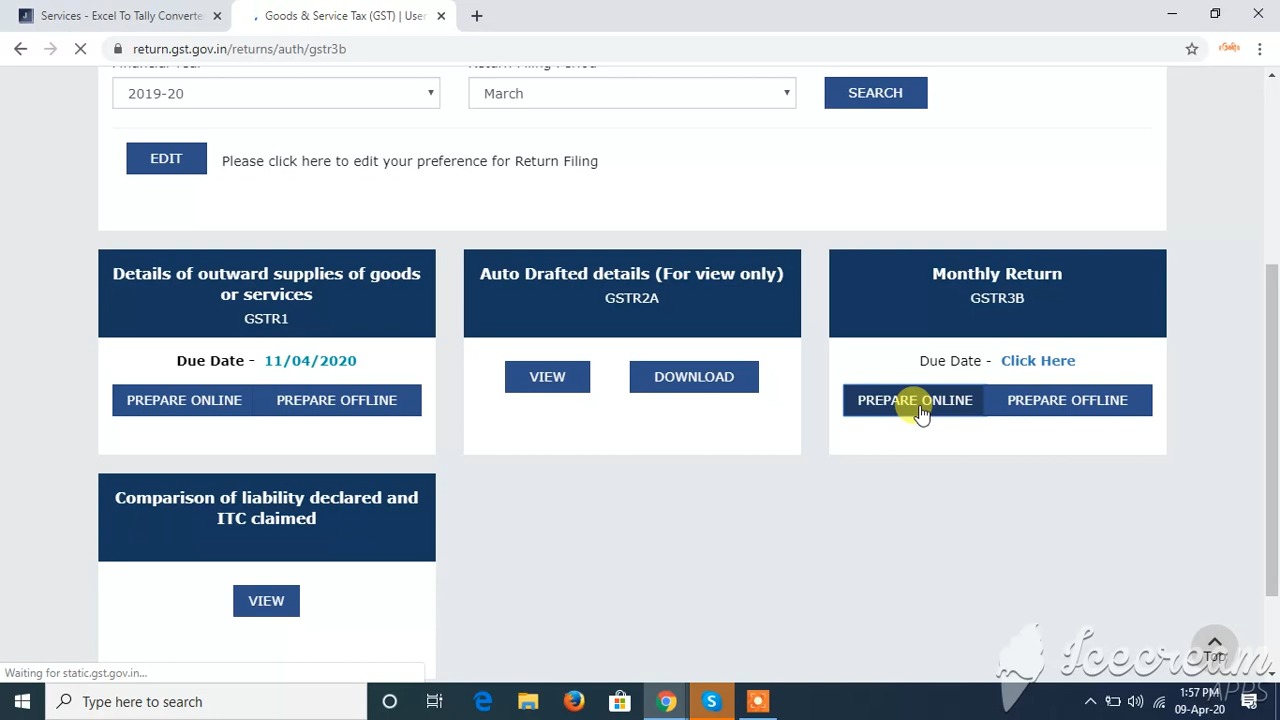 Services - Excel To Tally Converte
Goods & Service Tax (GST) | User
return.gst.gov.in/returns/auth/gstr3b
2019-20
March
SEARCH
EDIT
Please click here to edit your preference for Return Filing
Details of outward supplies of goods
or services
GSTR1
Due Date - 11/04/2020
PREPARE ONLINE
PREPARE OFFLINE
Auto Drafted details (For view only)
GSTR2A
VIEW
DOWNLOAD
Monthly Return
GSTR3B
Due Date - Click Here
PREPARE ONLINE
PREPARE OFFLINE
Comparison of liability declared and
ITC claimed
VIEW
Top
Icecream
APPS
Waiting for static.gst.gov.in...
Type here to search
1:57 PM
09-Apr-20